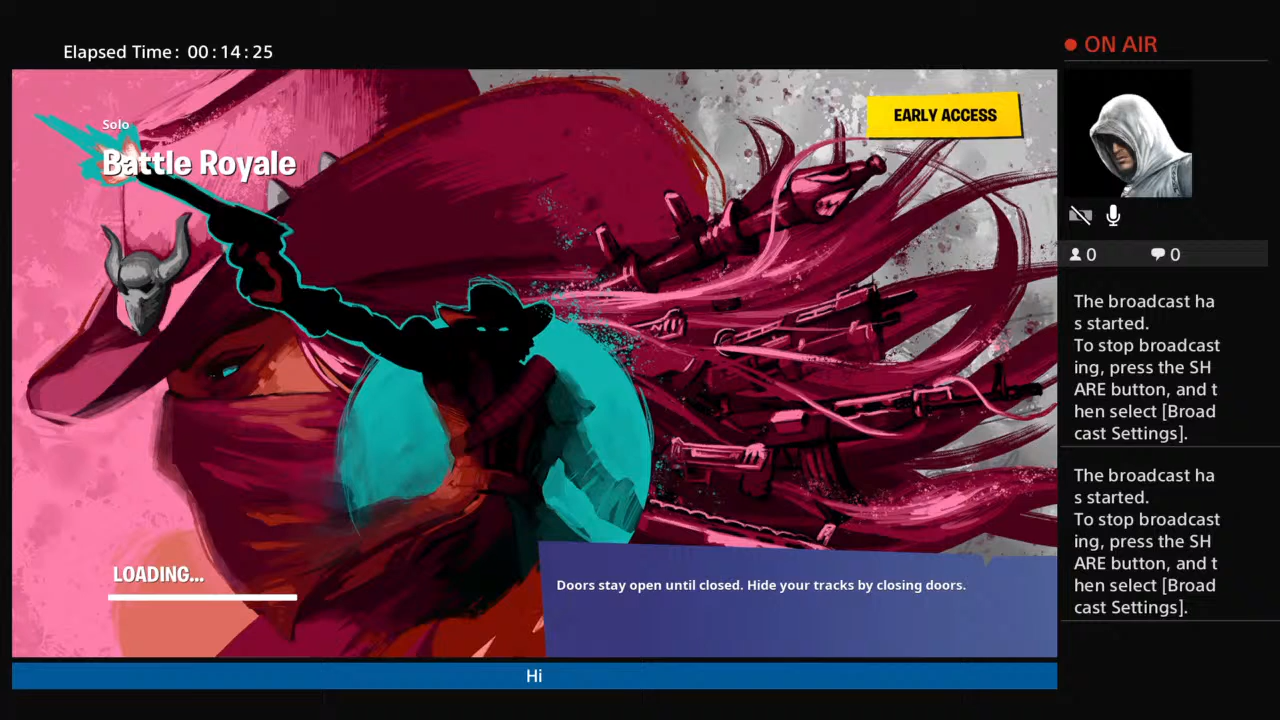 Elapsed Time: 00:14:25
ON AIR
Solo
Battle Royale
EARLY ACCESS
0
0
The broadcast ha
s started.
To stop broadcast
ing, press the SH
ARE button, and t
hen select [Broad
cast Settings].
The broadcast ha
s started.
To stop broadcast
ing, press the SH
ARE button, and t
hen select [Broad
cast Settings].
LOADING...
Doors stay open until closed. Hide your tracks by closing doors.
Hi